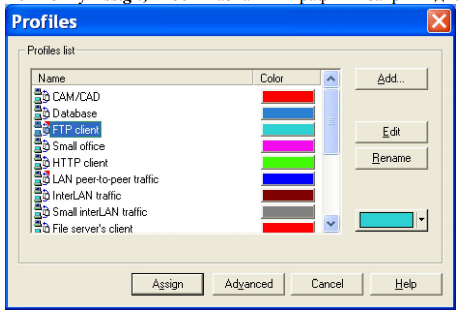 Profiles
Profiles list
Name Color
CAM/CAD
Database
FTP client
Small office
HTTP client
LAN peer-to-peer traffic
InterLAN traffic
Small interLAN traffic
File server's client
Add...
Edit
Rename
Assign Advanced Cancel Help